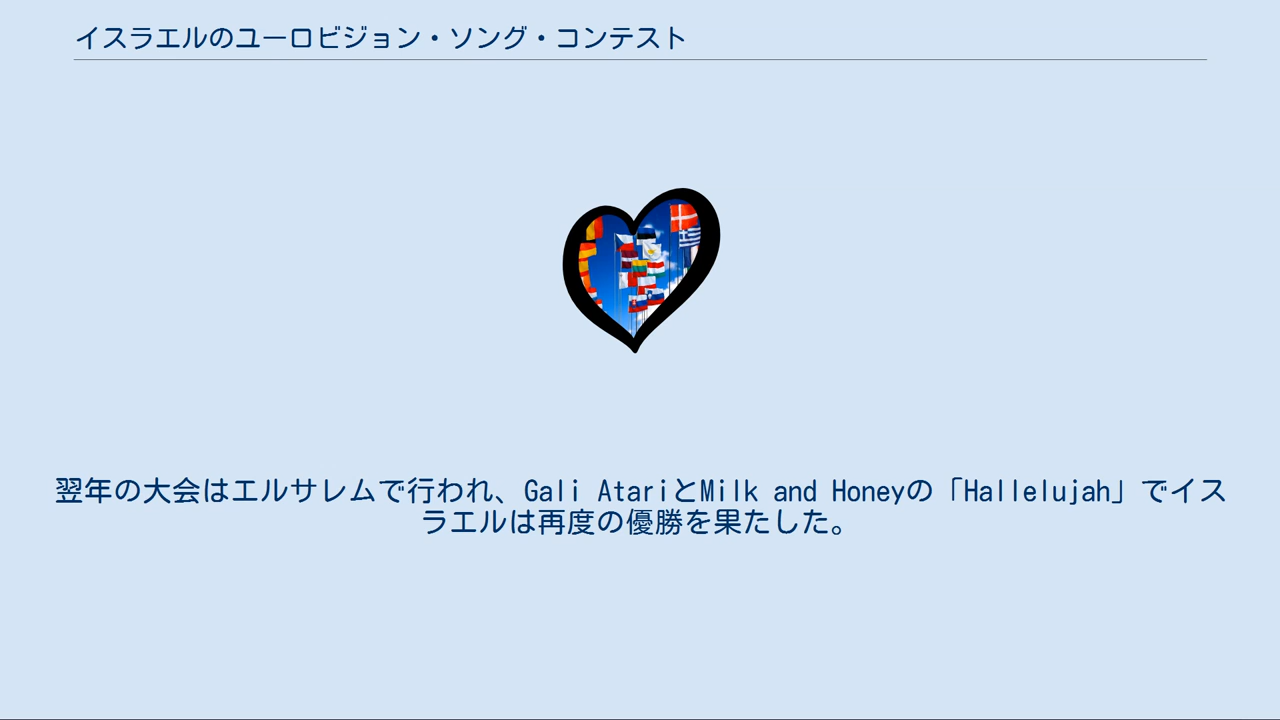 イスラエルのユーロビジョン・ソング・コンテスト
翌年の大会はエルサレムで行われ、Gali AtariとMilk and Honeyの「Hallelujah」でイス
ラエルは再度の優勝を果たした。